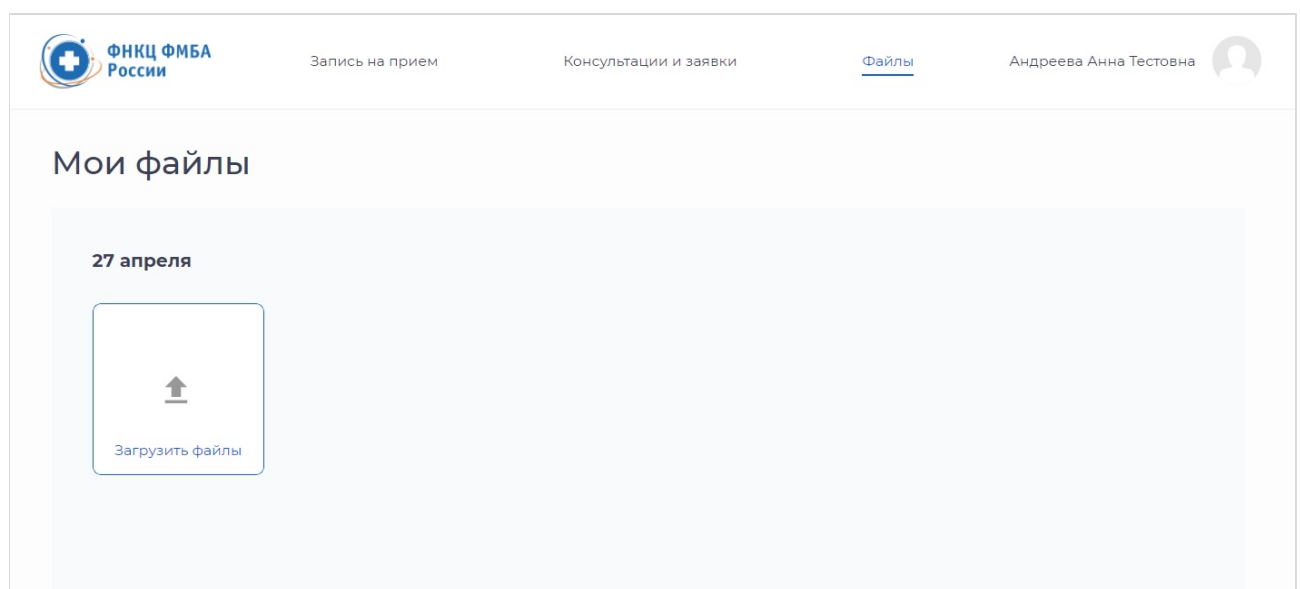 ФНКЦ ФМБА
России
Запись на прием
Консультации и заявки
Файлы
Андреева Анна Тестовна
Мои файлы
27 апреля
Загрузить файлы